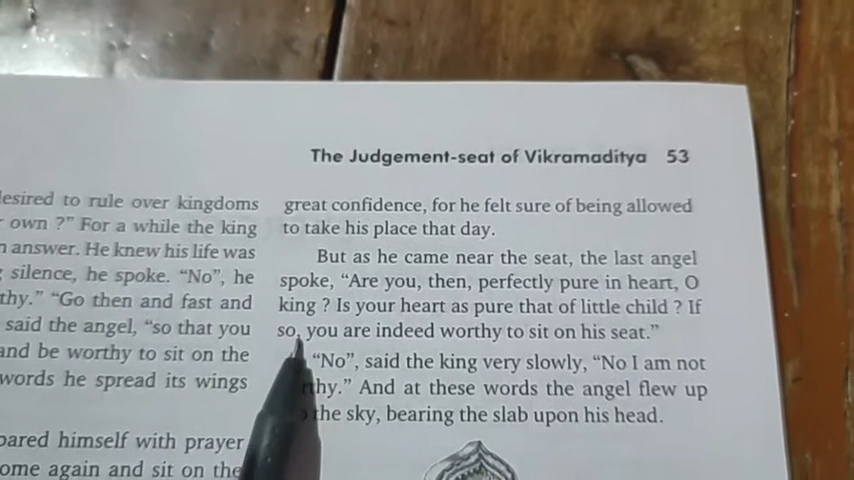 The Judgement-seat of Vikramaditya 53
desired to rule over kingdoms
own ?" For a while the king
answer. He knew his life was
silence, he spoke. "No", he
thy." "Go then and fast and
said the angel, "so that you
and be worthy to sit on the
words he spread its wings
himself with prayer
again and sit on the
great confidence, for he felt sure of being allowed
to take his place that day.
But as he came near the seat, the last angel
spoke, "Are you, then, perfectly pure in heart, O
king ? Is your heart as pure that of little child ? If
so, you are indeed worthy to sit on his seat."
"No", said the king very slowly, "No I am not
thy." And at these words the angel flew up
the sky, bearing the slab upon his head.